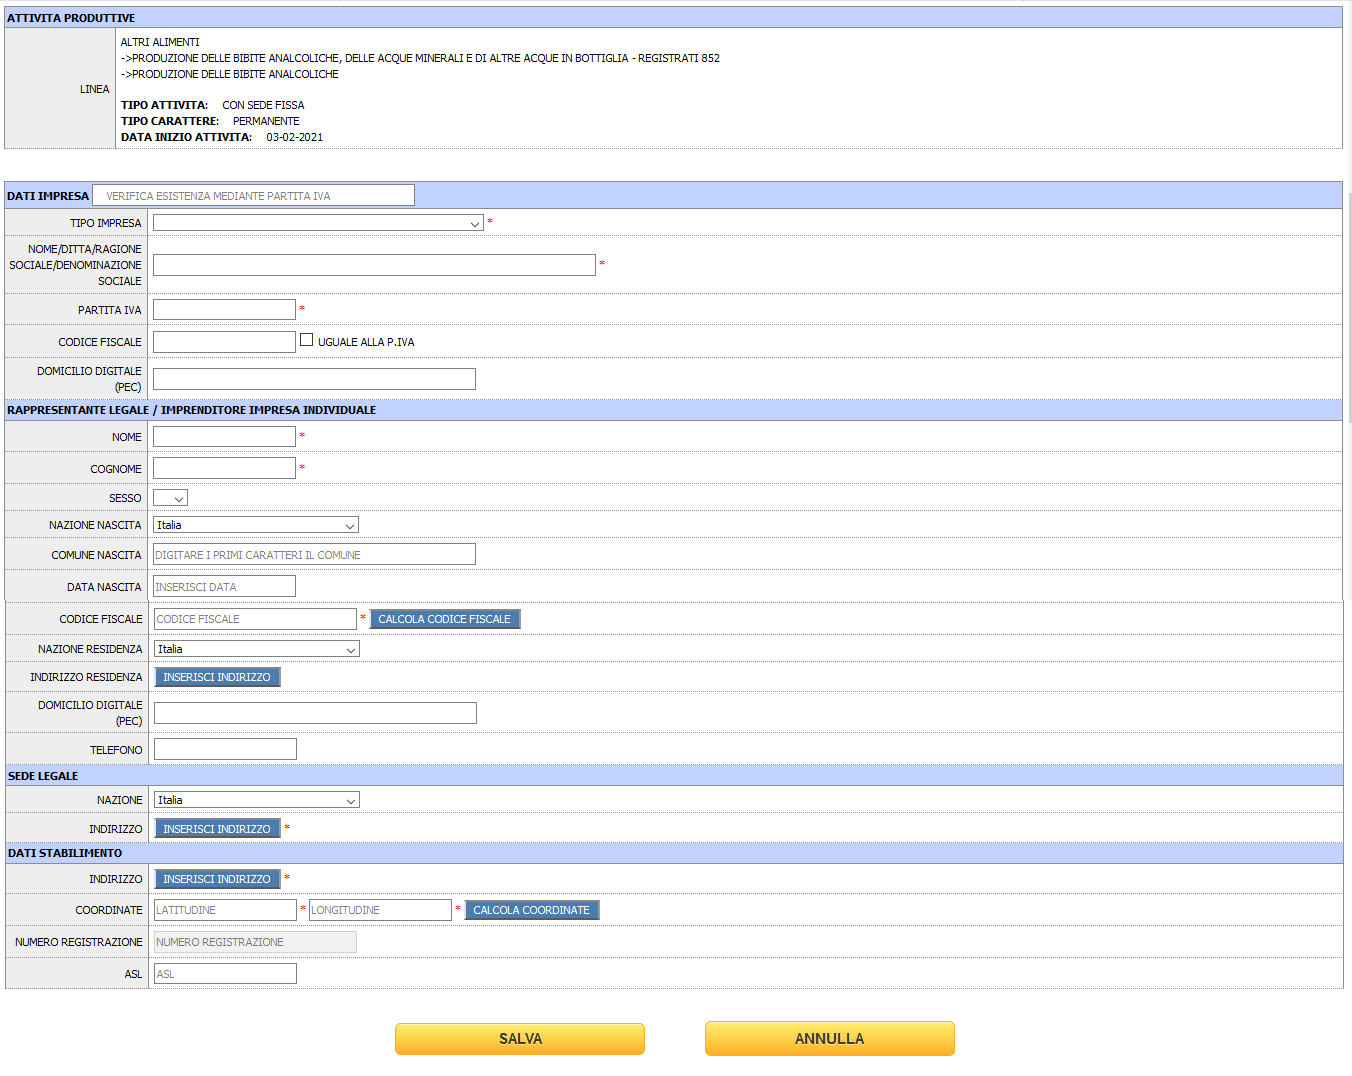 ATTIVITA PRODUTTIVE
LINEA
ALTRI ALIMENTI
->PRODUZIONE DELLE BIBITE ANALCOLICHE, DELLE ACQUE MINERALI E DI ALTRE ACQUE IN BOTTIGLIA - REGISTRATI 852
->PRODUZIONE DELLE BIBITE ANALCOLICHE
TIPO ATTIVITA: CON SEDE FISSA
TIPO CARATTERE: PERMANENTE
DATA INIZIO ATTIVITA: 03-02-2021
DATI IMPRESA VERIFICA ESISTENZA MEDIANTE PARTITA IVA
TIPO IMPRESA *
NOME/DITTA/RAGIONE
SOCIALE/DENOMINAZIONE
SOCIALE *
PARTITA IVA *
CODICE FISCALE UGUALE ALLA P.IVA
DOMICILIO DIGITALE
(PEC)
RAPPRESENTANTE LEGALE / IMPRENDITORE IMPRESA INDIVIDUALE
NOME *
COGNOME *
SESSO
NAZIONE NASCITA Italia
COMUNE NASCITA DIGITARE I PRIMI CARATTERI IL COMUNE
DATA NASCITA INSERISCI DATA
CODICE FISCALE CODICE FISCALE * CALCOLA CODICE FISCALE
NAZIONE RESIDENZA Italia
INDIRIZZO RESIDENZA INSERISCI INDIRIZZO
DOMICILIO DIGITALE
(PEC)
TELEFONO
SEDE LEGALE
NAZIONE Italia
INDIRIZZO INSERISCI INDIRIZZO *
DATI STABILIMENTO
INDIRIZZO INSERISCI INDIRIZZO *
COORDINATE LATITUDINE * LONGITUDINE * CALCOLA COORDINATE
NUMERO REGISTRAZIONE NUMERO REGISTRAZIONE
ASL ASL
SALVA ANNULLA